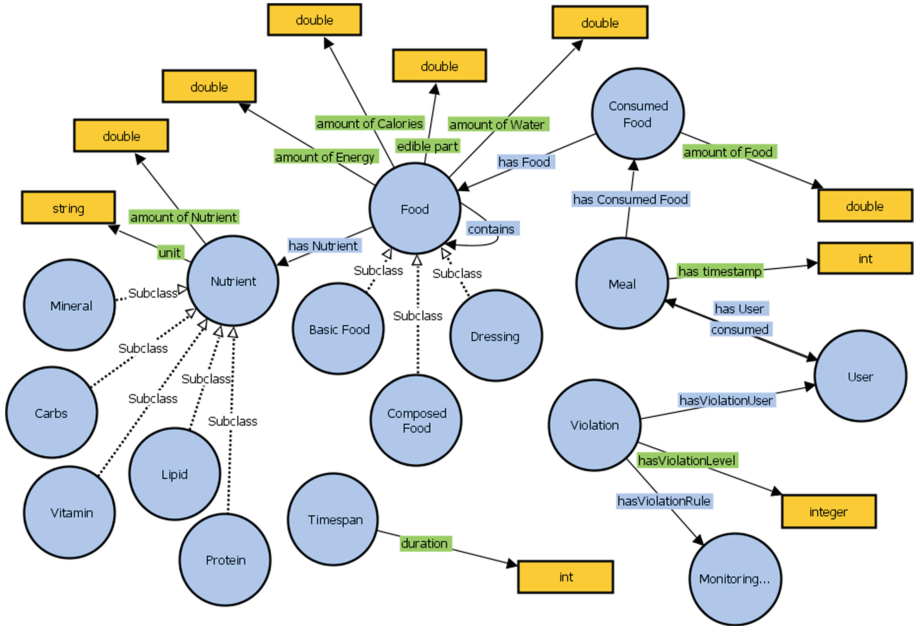 double
double
double
double
double
double
Consumed
Food
amount of Calories
amount of Water
edible part
amount of Energy
has Food
amount of Food
string
amount of Nutrient
Food
contains
has Consumed Food
double
unit
has Nutrient
int
Nutrient
Subclass
Subclass
has timestamp
Meal
Mineral
Subclass
Subclass
has User
consumed
Basic Food
Dressing
Subclass
User
Carbs
Subclass
Subclass
Composed
Food
hasViolationUser
Violation
hasViolationLevel
Lipid
hasViolationRule
Vitamin
Timespan
integer
duration
Protein
int
Monitoring...